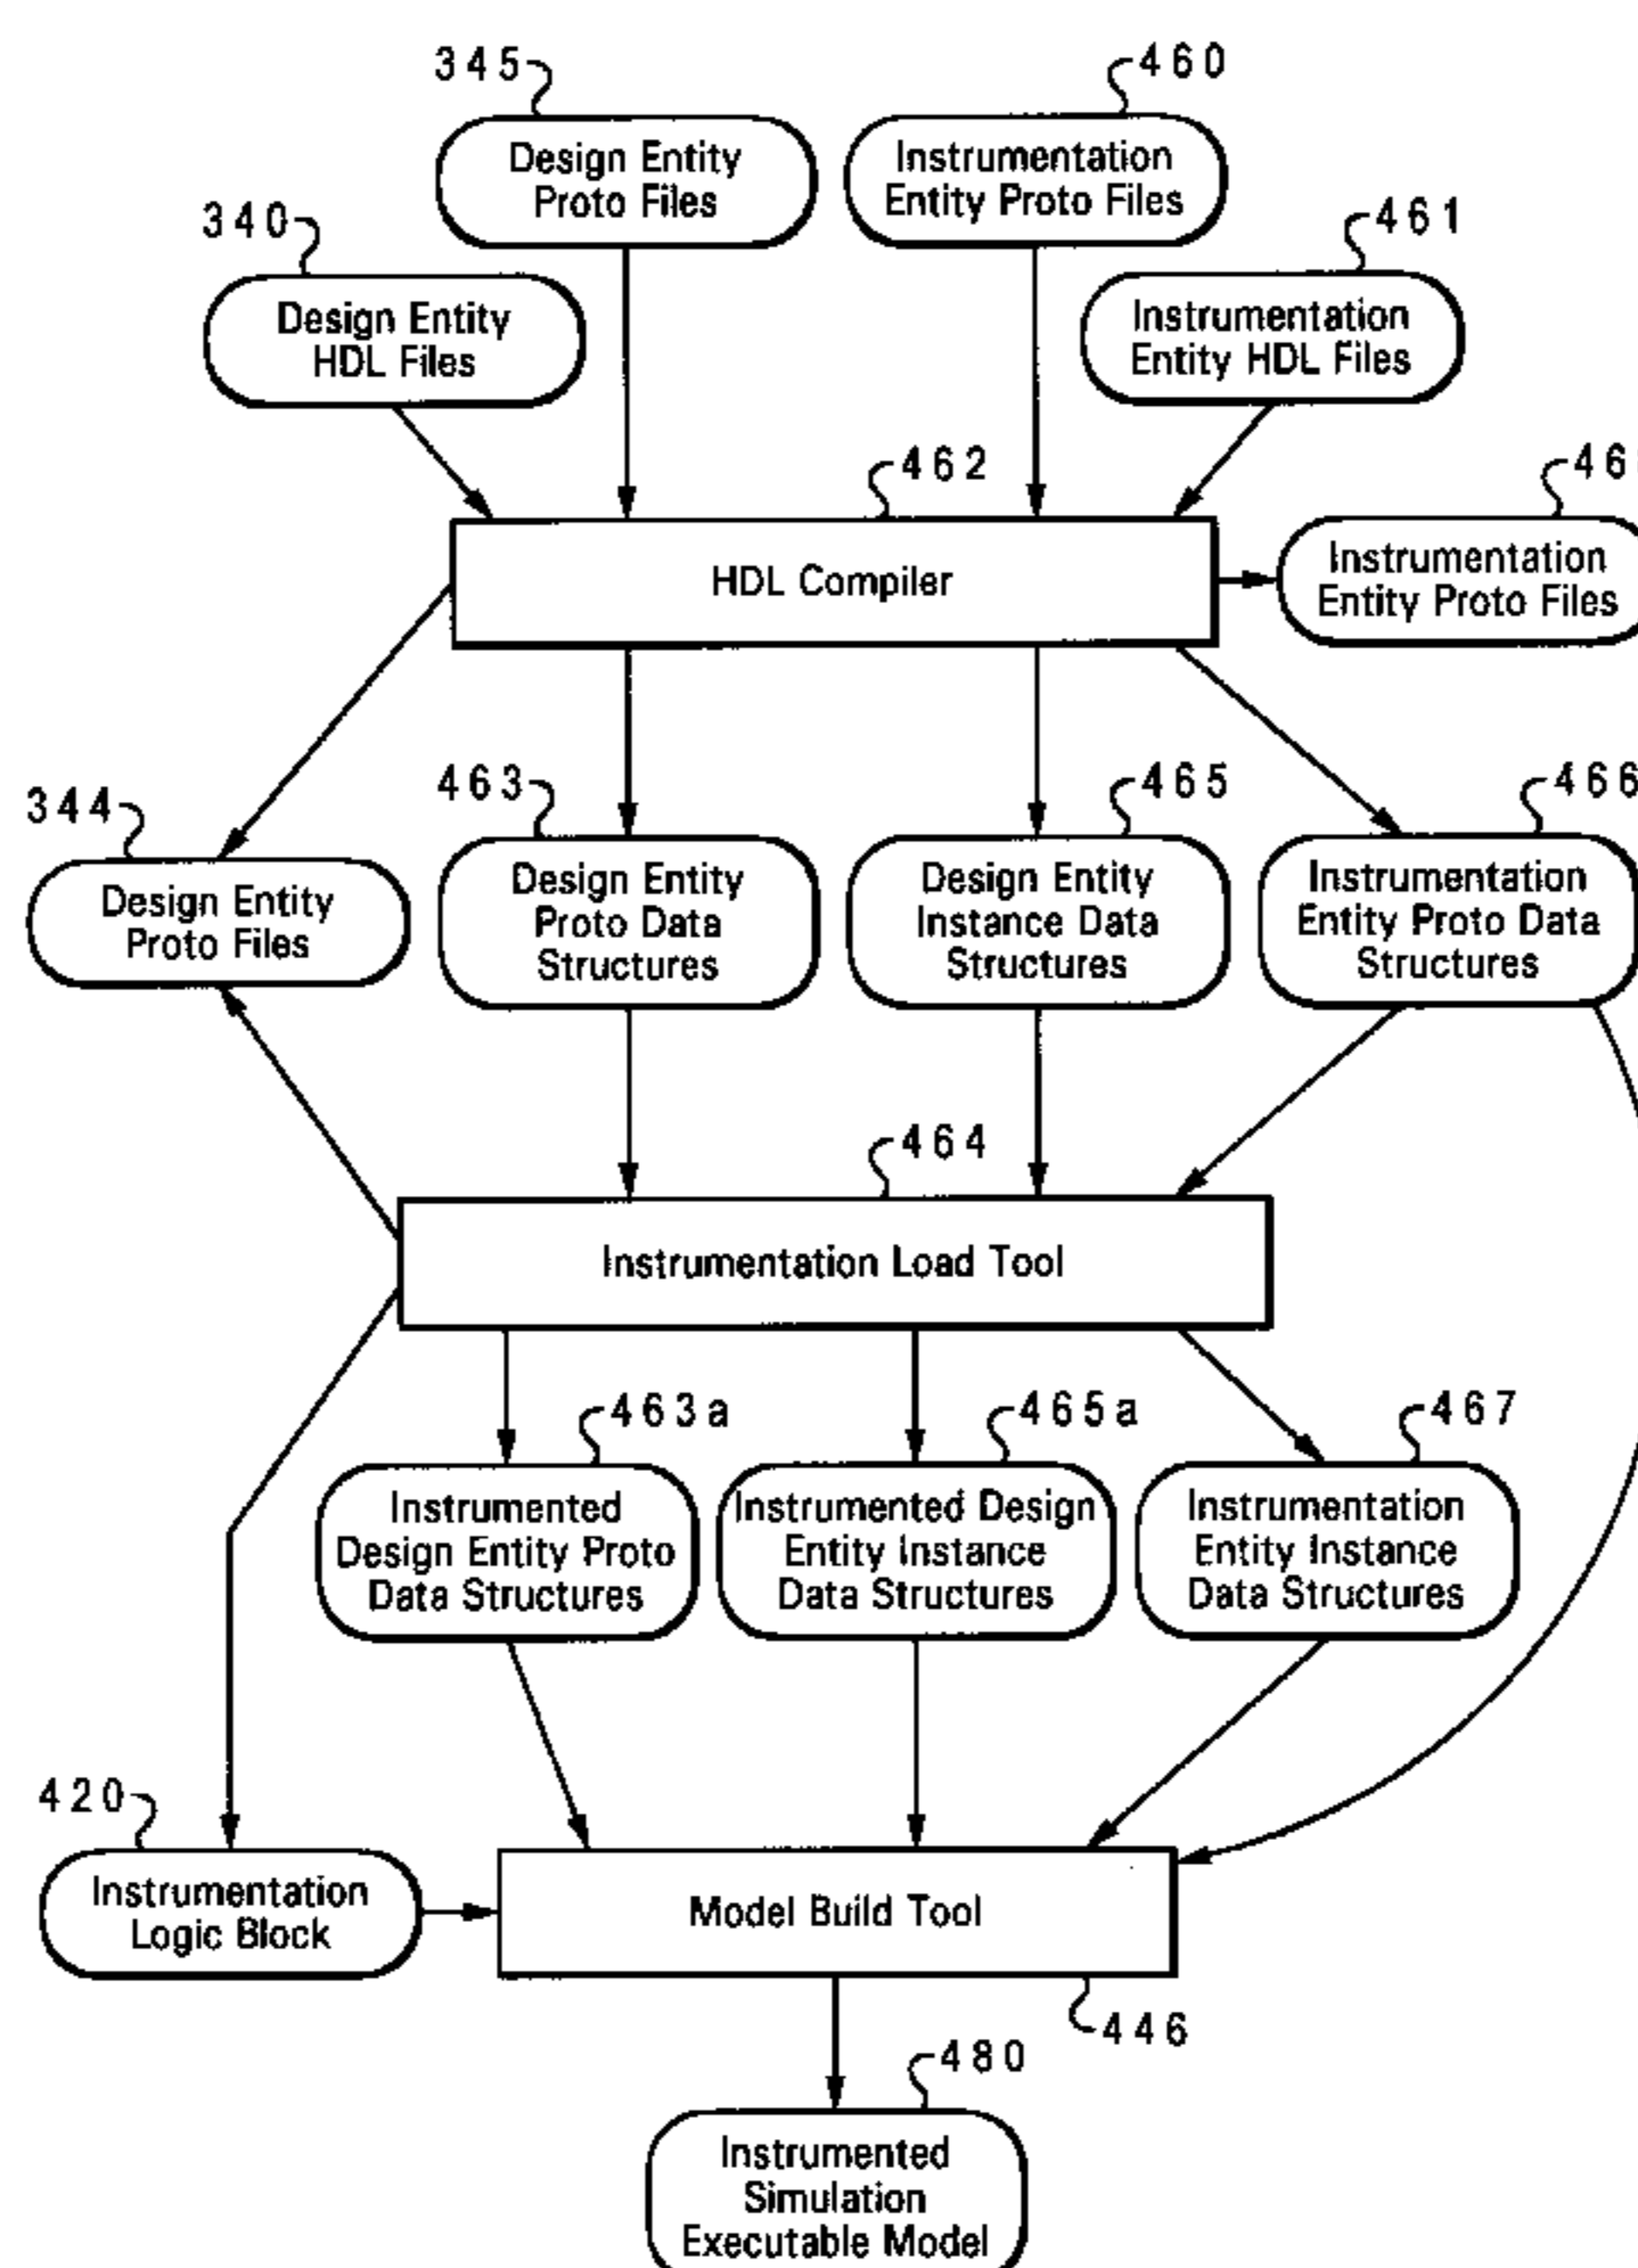 345
460
Design Entity
Proto Files
Instrumentation
Entity Proto Files
340
461
Design Entity
HDL Files
Instrumentation
Entity HDL Files
462
HDL Compiler
Instrumentation
Entity Proto Files
344
463
465
466
Design Entity
Proto Files
Design Entity
Proto Data
Structures
Design Entity
Instance Data
Structures
Instrumentation
Entity Proto Data
Structures
464
Instrumentation Load Tool
463a
465a
467
Instrumented
Design Entity Proto
Data Structures
Instrumented Design
Entity Instance
Data Structures
Instrumentation
Entity Instance
Data Structures
420
Instrumentation
Logic Block
Model Build Tool
446
480
Instrumented
Simulation
Executable Model